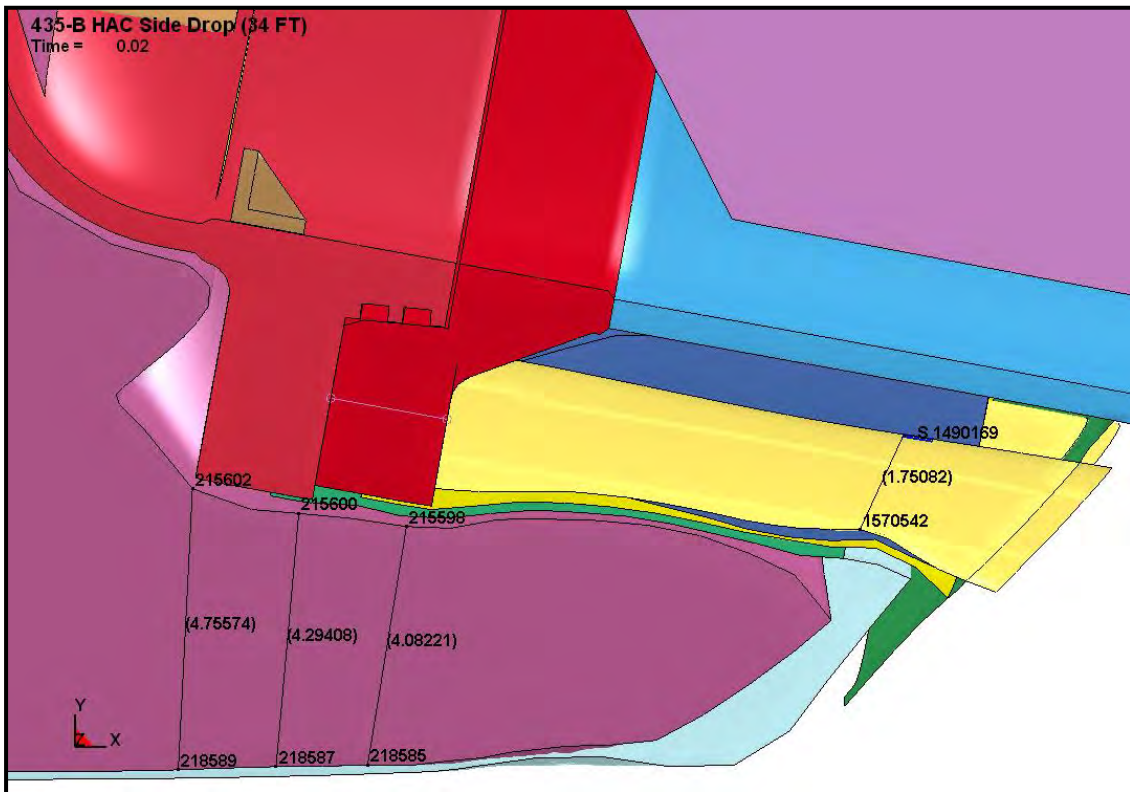 435-B HAC Side Drop (34 FT)
Time = 0.02
S 1490169
(1.75082)
215602
215600
215598
1570542
(4.75574)
(4.29408)
(4.08221)
Y
Z X
218589
218587
218585